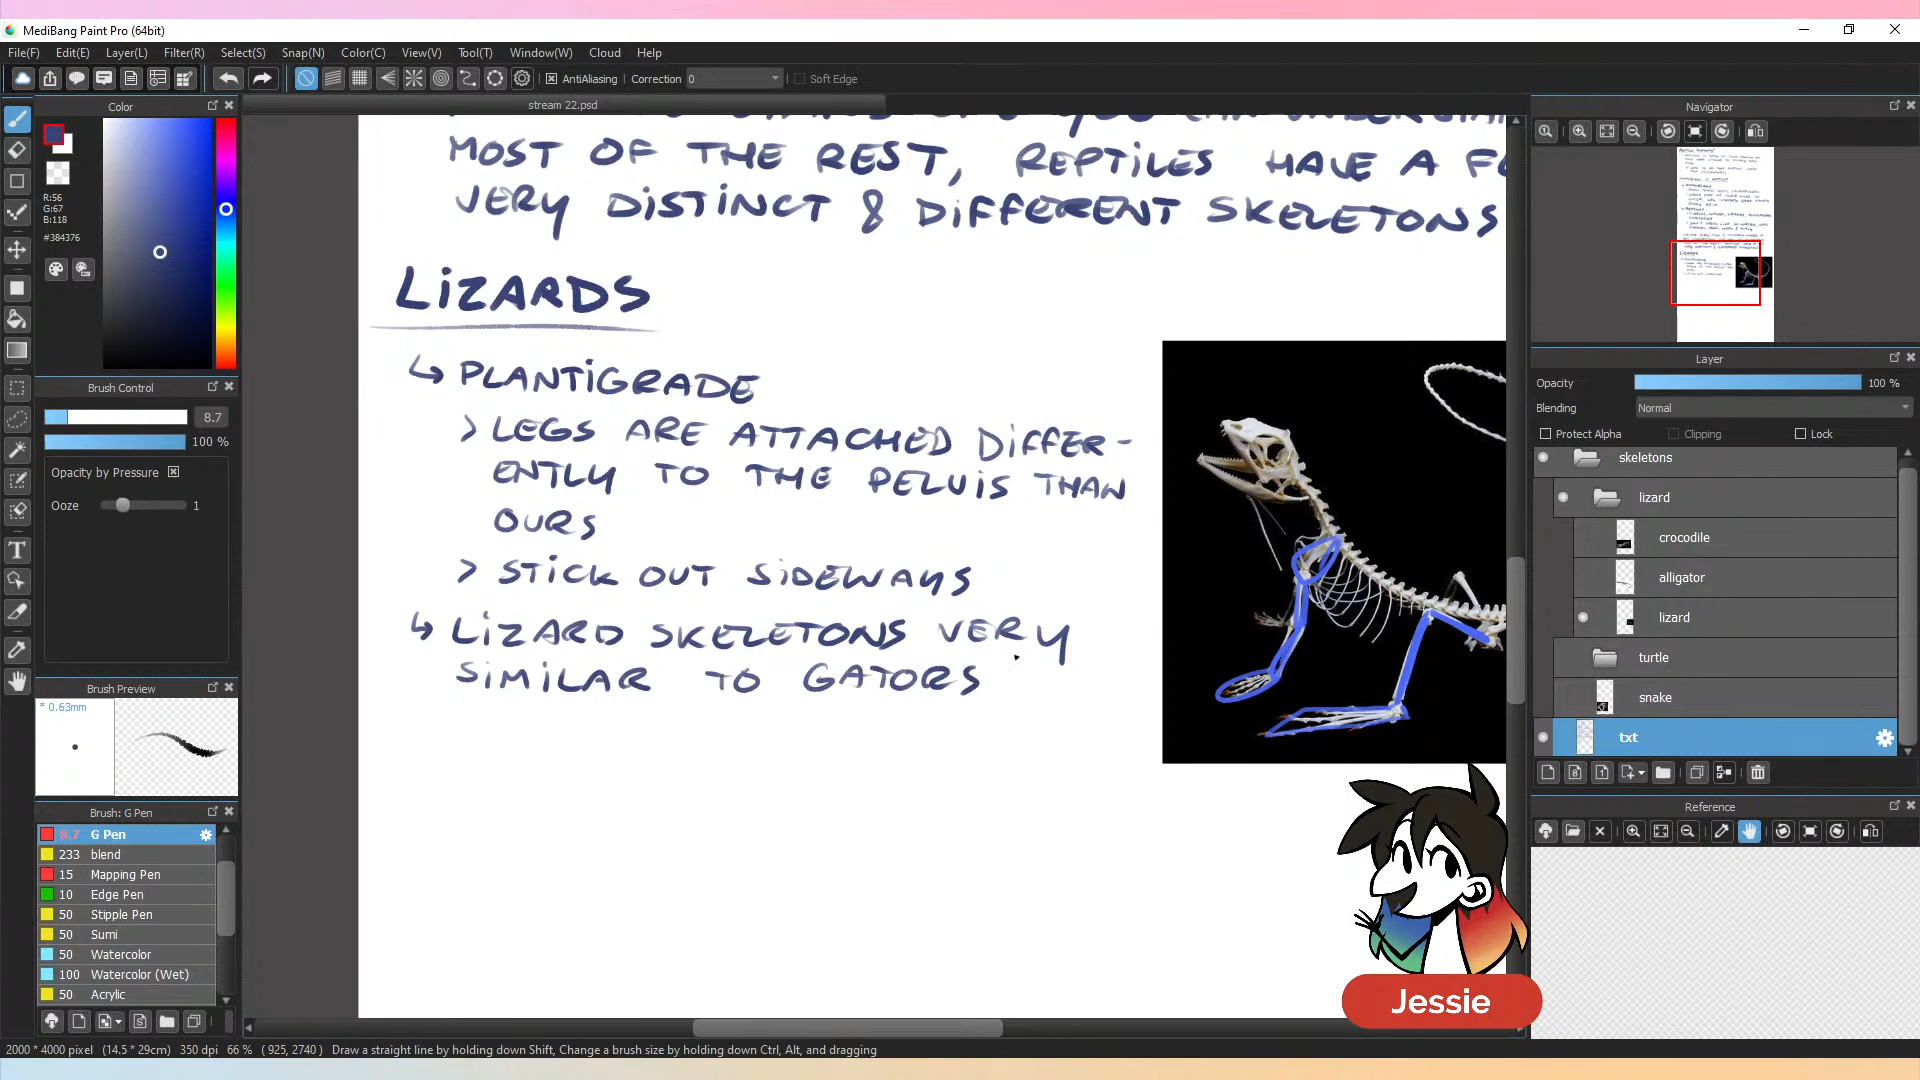 MediBang Paint Pro (64bit)
File(F) Edit(E) Layer(L) Filter(R) Select(S) Snap(N) Color(C) View(V) Tool(T) Window(W) Cloud Help
AntiAliasing Correction 0 Soft Edge
Color
stream 22.psd
Navigator
R:56
G:67
B:118
#384376
MOST OF THE REST, REPTILES HAVE A
VERY DISTINCT & DIFFERENT SKELETONS
LIZARDS
↳ PLANTIGRADE
> LEGS ARE ATTACHED DIFFER-
ENTLY TO THE PELVIS THAN
OURS
> STICK OUT SIDEWAYS
↳ LIZARD SKELETONS VERY
SIMILAR TO GATORS
Brush Control
8.7
100 %
Opacity by Pressure
Ooze 1
Brush Preview
* 0.63mm
Brush: G Pen
8.7 G Pen
233 blend
15 Mapping Pen
10 Edge Pen
50 Stipple Pen
50 Sumi
50 Watercolor
100 Watercolor (Wet)
50 Acrylic
Layer
Opacity 100 %
Blending Normal
Protect Alpha Clipping Lock
skeletons
lizard
crocodile
alligator
lizard
turtle
snake
txt
Reference
Jessie
2000 * 4000 pixel (14.5 * 29cm) 350 dpi 66 % ( 925, 2740 ) Draw a straight line by holding down Shift, Change a brush size by holding down Ctrl, Alt, and dragging